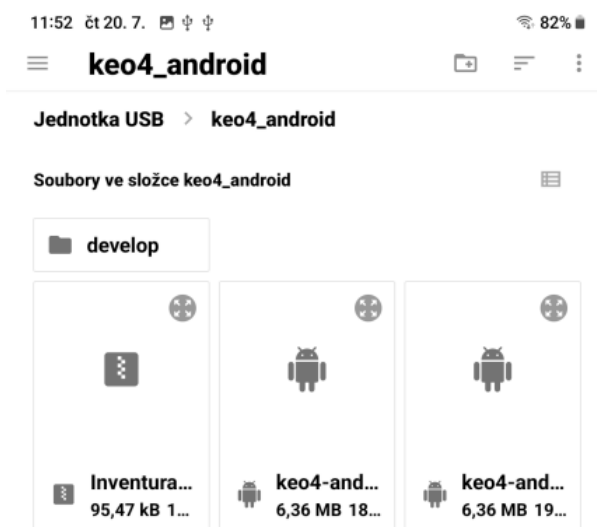 11:52 čt 20. 7. 82%
keo4_android
Jednotka USB > keo4_android
Soubory ve složce keo4_android
develop
Inventura... keo4-and... keo4-and...
95,47 kB 1... 6,36 MB 18... 6,36 MB 19...